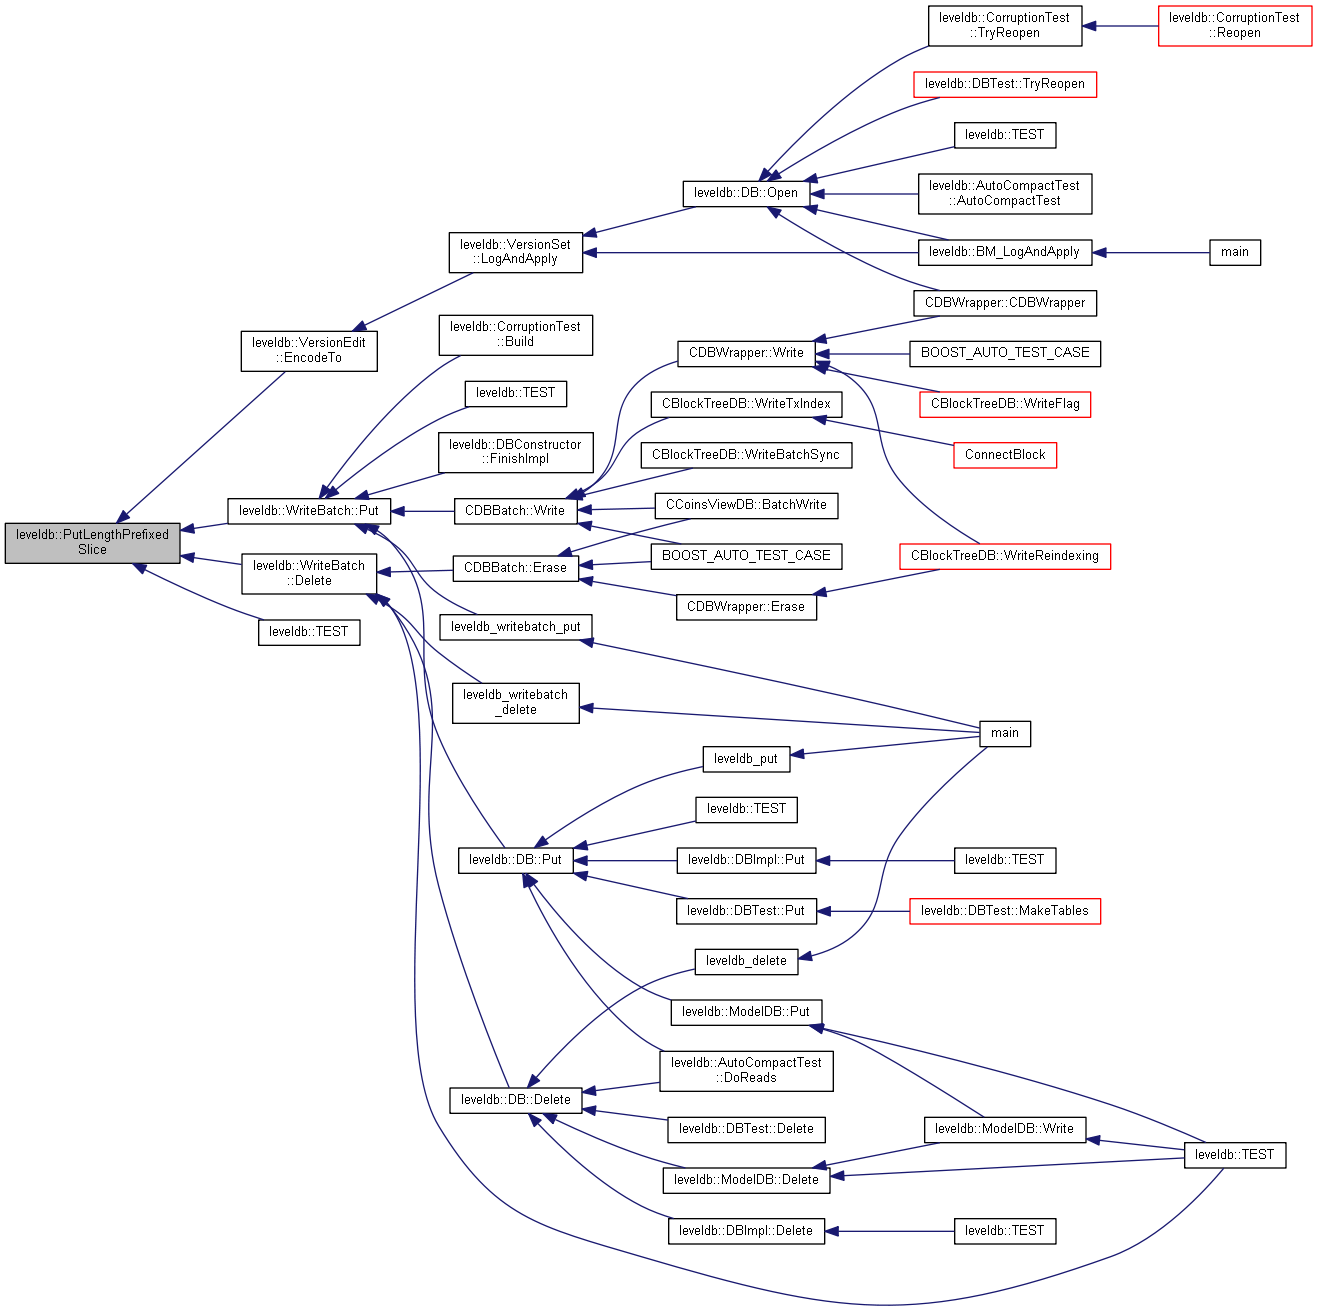 leveldb::CorruptionTest
::TryReopen
leveldb::CorruptionTest
::Reopen
leveldb::DBTest::TryReopen
leveldb::TEST
leveldb::DB::Open
leveldb::AutoCompactTest
::AutoCompactTest
leveldb::VersionSet
::LogAndApply
leveldb::BM_LogAndApply
main
CDBWrapper::CDBWrapper
leveldb::VersionEdit
::EncodeTo
leveldb::CorruptionTest
::Build
CDBWrapper::Write
BOOST_AUTO_TEST_CASE
leveldb::TEST
CBlockTreeDB::WriteTxIndex
CBlockTreeDB::WriteFlag
leveldb::DBConstructor
::FinishImpl
CBlockTreeDB::WriteBatchSync
ConnectBlock
leveldb::WriteBatch::Put
CDBBatch::Write
CCoinsViewDB::BatchWrite
leveldb::PutLengthPrefixed
Slice
BOOST_AUTO_TEST_CASE
CBlockTreeDB::WriteReindexing
leveldb::WriteBatch
::Delete
CDBBatch::Erase
CDBWrapper::Erase
leveldb::TEST
leveldb_writebatch_put
leveldb_writebatch
_delete
main
leveldb_put
leveldb::TEST
leveldb::DB::Put
leveldb::DBImpl::Put
leveldb::TEST
leveldb::DBTest::Put
leveldb::DBTest::MakeTables
leveldb_delete
leveldb::ModelDB::Put
leveldb::AutoCompactTest
::DoReads
leveldb::DB::Delete
leveldb::DBTest::Delete
leveldb::ModelDB::Write
leveldb::TEST
leveldb::ModelDB::Delete
leveldb::DBImpl::Delete
leveldb::TEST